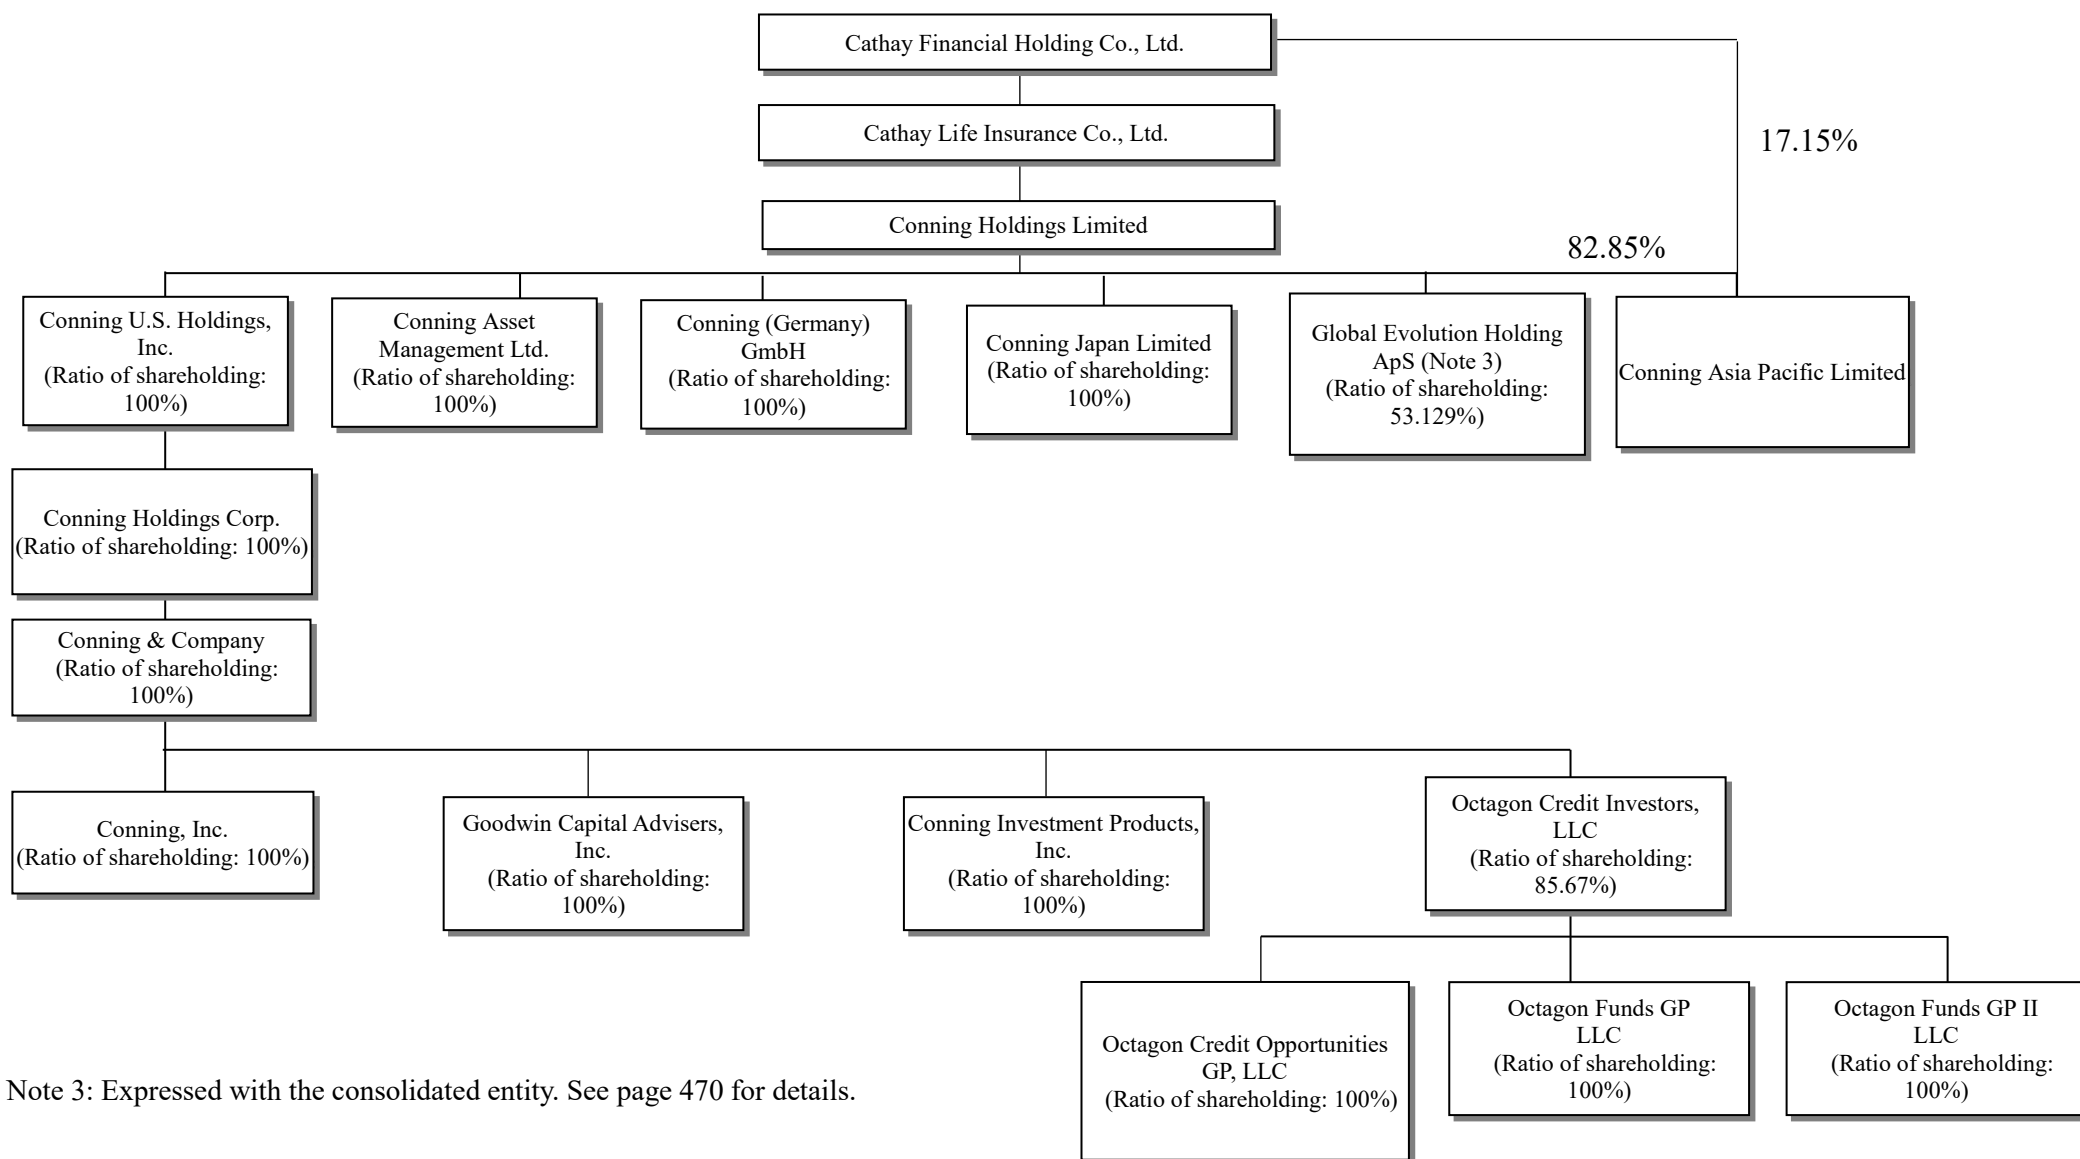 Cathay Financial Holding Co., Ltd.
Cathay Life Insurance Co., Ltd.
17.15%
Conning Holdings Limited
82.85%
Conning U.S. Holdings,
Inc.
(Ratio of shareholding:
100%)
Conning Asset
Management Ltd.
(Ratio of shareholding:
100%)
Conning (Germany)
GmbH
(Ratio of shareholding:
100%)
Conning Japan Limited
(Ratio of shareholding:
100%)
Global Evolution Holding
ApS (Note 3)
(Ratio of shareholding:
53.129%)
Conning Asia Pacific Limited
Conning Holdings Corp.
(Ratio of shareholding: 100%)
Conning & Company
(Ratio of shareholding:
100%)
Conning, Inc.
(Ratio of shareholding: 100%)
Goodwin Capital Advisers,
Inc.
(Ratio of shareholding:
100%)
Conning Investment Products,
Inc.
(Ratio of shareholding:
100%)
Octagon Credit Investors,
LLC
(Ratio of shareholding:
85.67%)
Octagon Credit Opportunities
GP, LLC
(Ratio of shareholding: 100%)
Octagon Funds GP
LLC
(Ratio of shareholding:
100%)
Octagon Funds GP II
LLC
(Ratio of shareholding:
100%)
Note 3: Expressed with the consolidated entity. See page 470 for details.